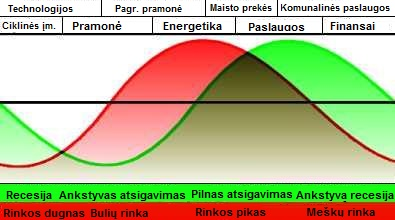 Technologijos Pagr. pramonė Maisto prekės Komunalinės paslaugos
Ciklinės įm. Pramonė Energetika Paslaugos Finansai
Recesija Ankstyvas atsigavimas Pilnas atsigavimas Ankstyva recesija
Rinkos dugnas Bulių rinka Rinkos pikas Meškų rinka